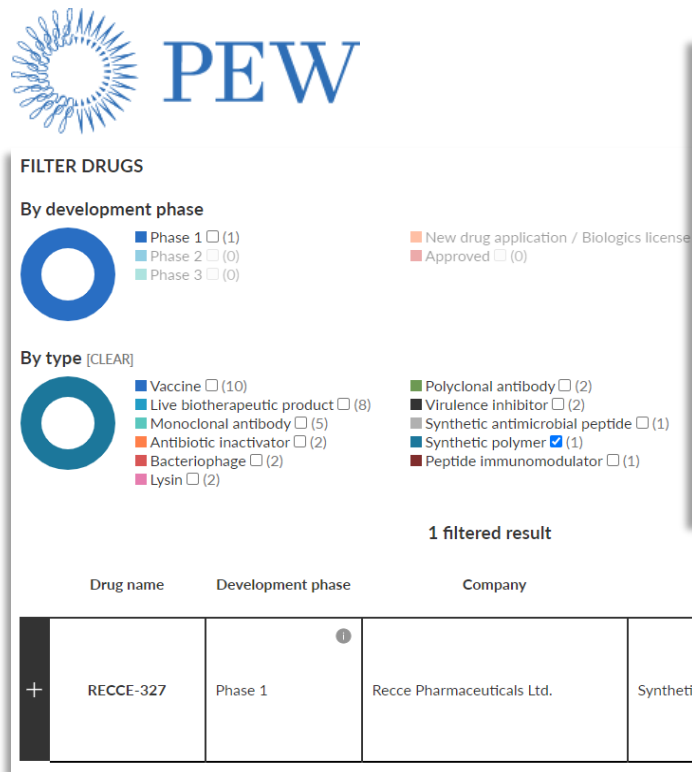 PEW
FILTER DRUGS
By development phase
Phase 1 (1)
Phase 2 (0)
Phase 3 (0)
New drug application / Biologics license
Approved (0)
By type [CLEAR]
Vaccine (10)
Live biotherapeutic product (8)
Monoclonal antibody (5)
Antibiotic inactivator (2)
Bacteriophage (2)
Lysin (2)
Polyclonal antibody (2)
Virulence inhibitor (2)
Synthetic antimicrobial peptide (1)
Synthetic polymer (1)
Peptide immunomodulator (1)
1 filtered result
Drug name Development phase Company
i
+ RECCE-327 Phase 1 Recce Pharmaceuticals Ltd. Syntheti